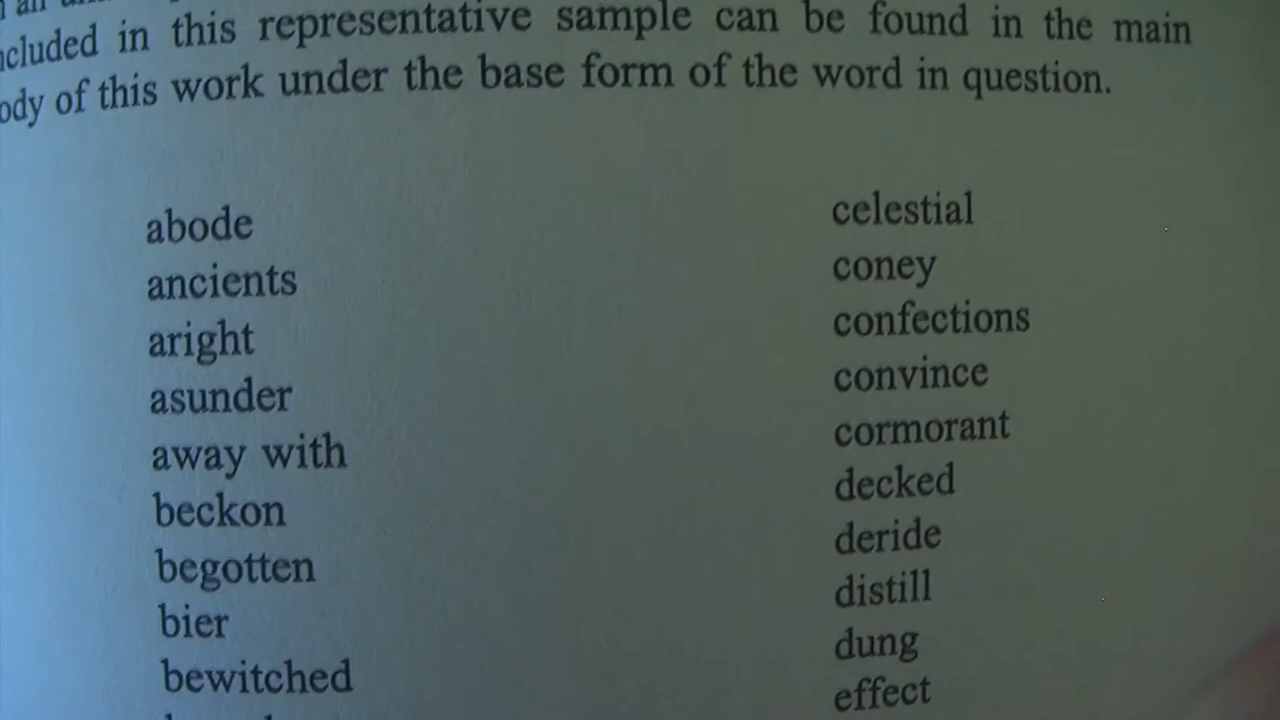 included in this representative sample can be found in the main
body of this work under the base form of the word in question.
abode
ancients
aright
asunder
away with
beckon
begotten
bier
bewitched
celestial
coney
confections
convince
cormorant
decked
deride
distill
dung
effect